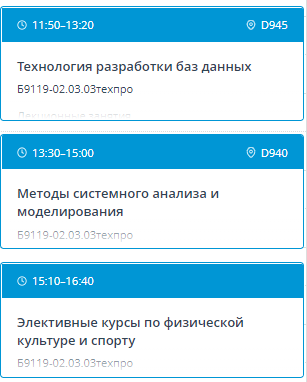 11:50–13:20 D945
Технология разработки баз данных
Б9119-02.03.03техпро
Лекционные занятия
13:30–15:00 D940
Методы системного анализа и
моделирования
Б9119-02.03.03техпро
15:10–16:40
Элективные курсы по физической
культуре и спорту
Б9119-02.03.03техпро